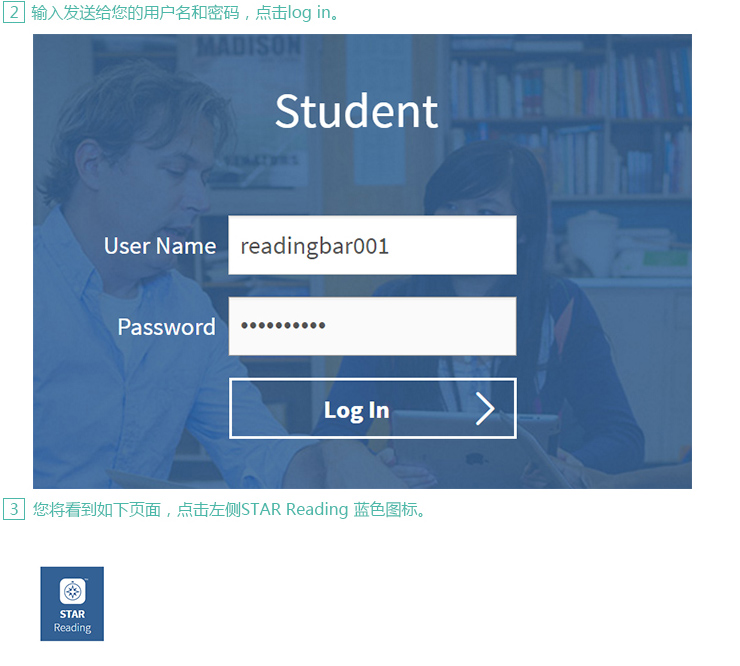 2 输入发送给您的用户名和密码，点击log in。
MADISON
SENATORS
Student
User Name readingbar001
Password ••••••••••
Log In
3 您将看到如下页面，点击左侧STAR Reading 蓝色图标。
STAR
Reading